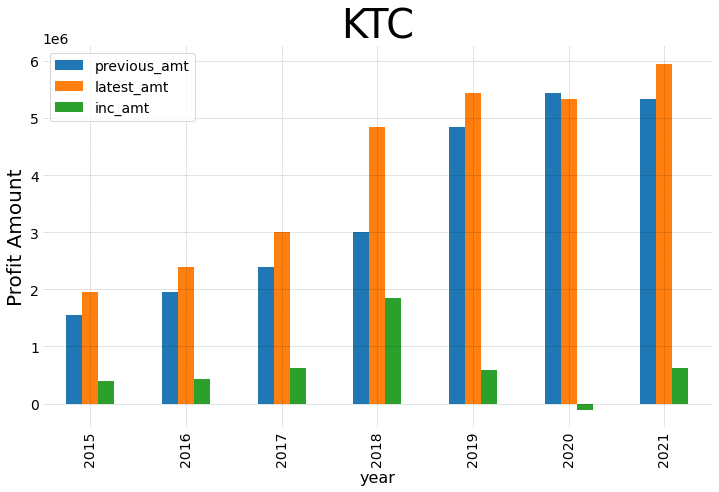 KTC
1e6
previous_amt
latest_amt
inc_amt
Profit Amount
6
5
4
3
2
1
0
2015 2016 2017 2018 2019 2020 2021
year